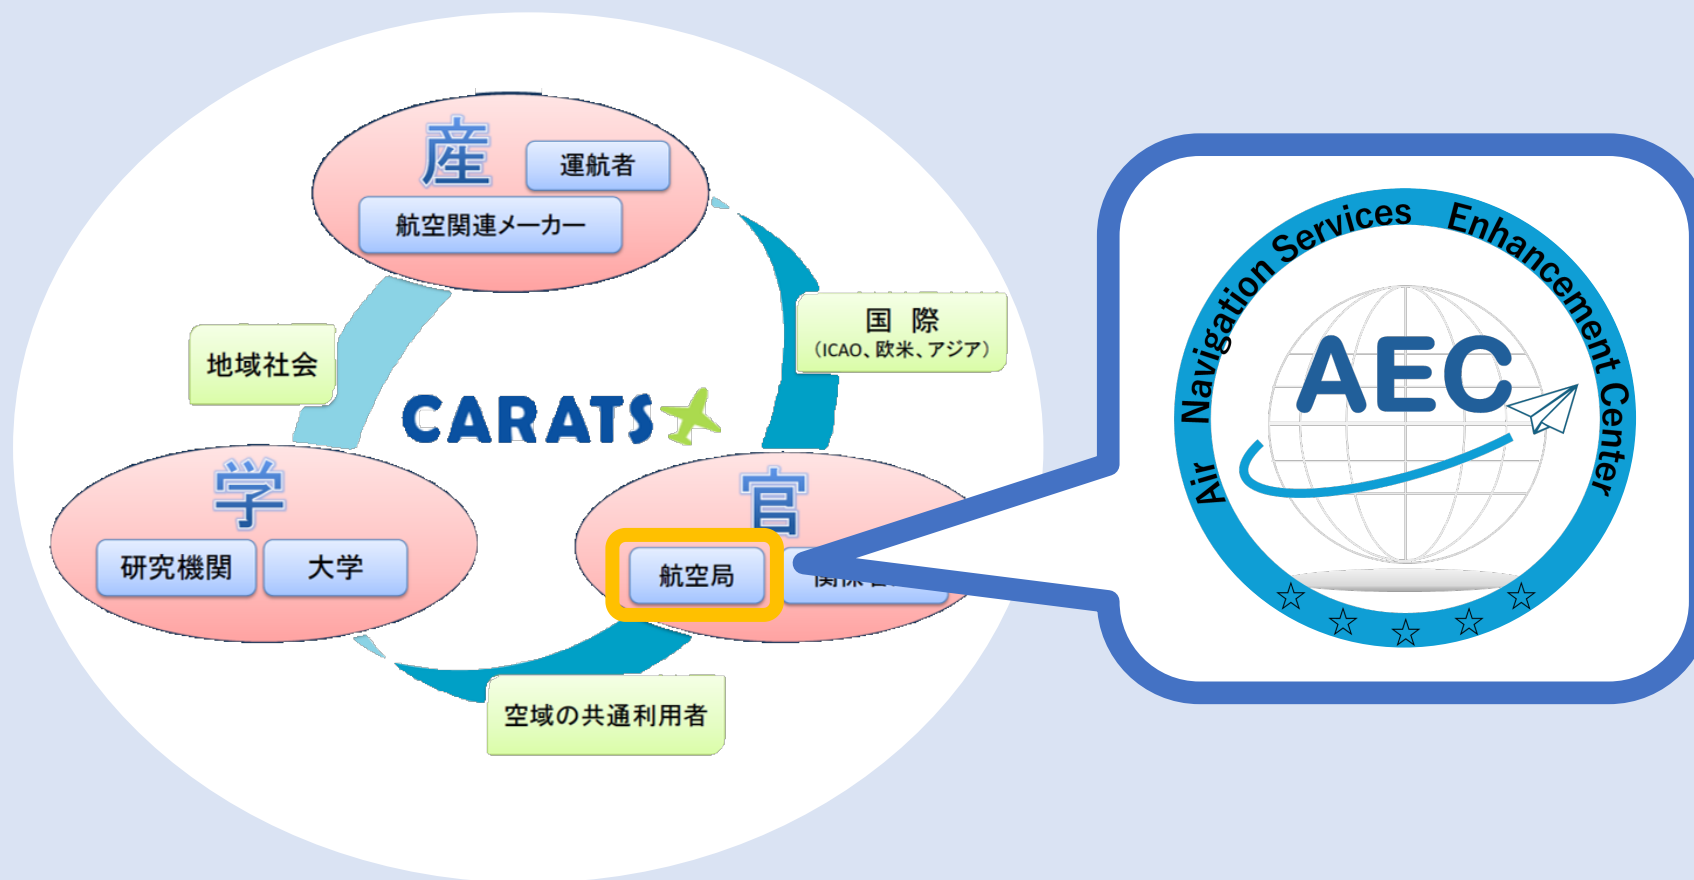 産
運航者
航空関連メーカー
国 際
(ICAO、欧米、アジア)
地域社会
CARATS
学
研究機関
大学
官
航空局
空域の共通利用者
Air Navigation Services Enhancement Center
AEC